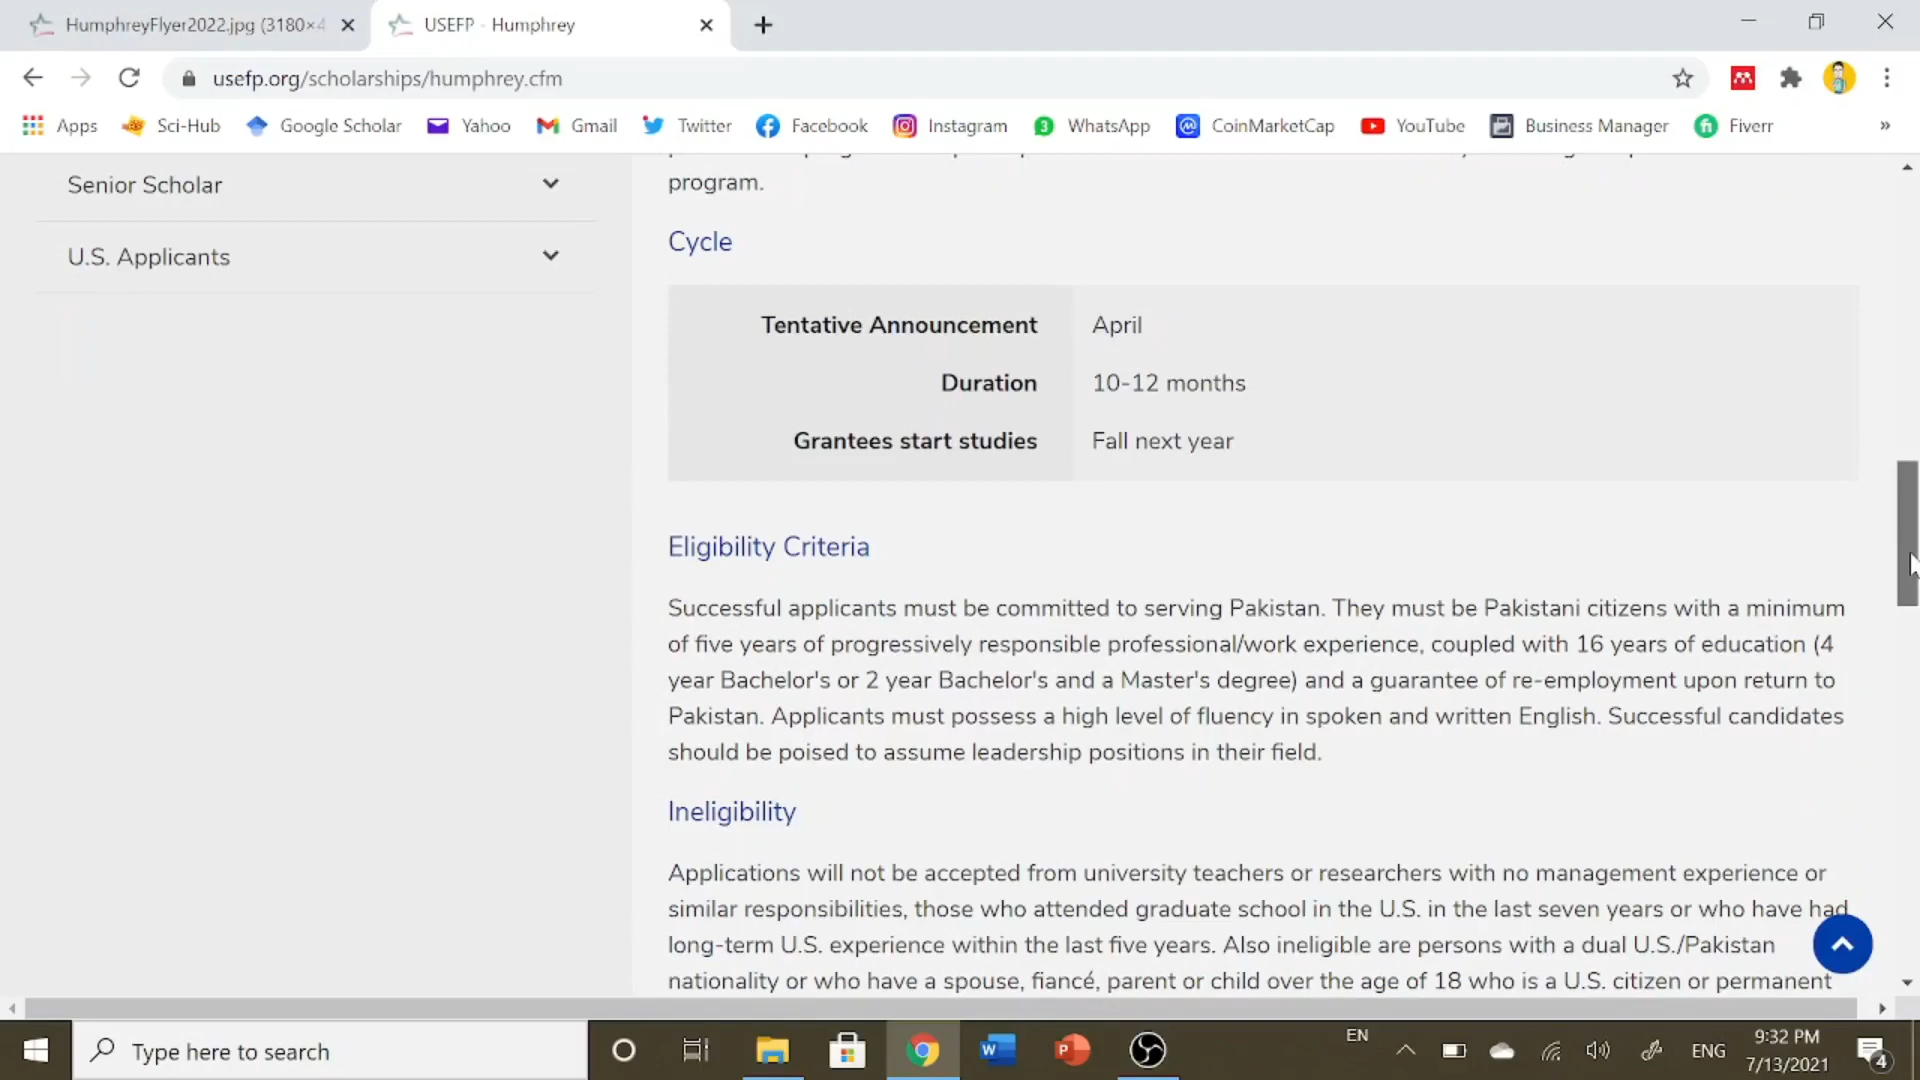 HumphreyFlyer2022.jpg (3180×4
USEFP - Humphrey
usefp.org/scholarships/humphrey.cfm
Apps Sci-Hub Google Scholar Yahoo Gmail Twitter Facebook Instagram 3 WhatsApp CoinMarketCap YouTube Business Manager fi Fiverr »
Senior Scholar
U.S. Applicants
program.
Cycle
Tentative Announcement April
Duration 10-12 months
Grantees start studies Fall next year
Eligibility Criteria
Successful applicants must be committed to serving Pakistan. They must be Pakistani citizens with a minimum
of five years of progressively responsible professional/work experience, coupled with 16 years of education (4
year Bachelor's or 2 year Bachelor's and a Master's degree) and a guarantee of re-employment upon return to
Pakistan. Applicants must possess a high level of fluency in spoken and written English. Successful candidates
should be poised to assume leadership positions in their field.
Ineligibility
Applications will not be accepted from university teachers or researchers with no management experience or
similar responsibilities, those who attended graduate school in the U.S. in the last seven years or who have had
long-term U.S. experience within the last five years. Also ineligible are persons with a dual U.S./Pakistan
nationality or who have a spouse, fiancé, parent or child over the age of 18 who is a U.S. citizen or permanent
Type here to search
W
P
EN
ENG
9:32 PM
7/13/2021
4